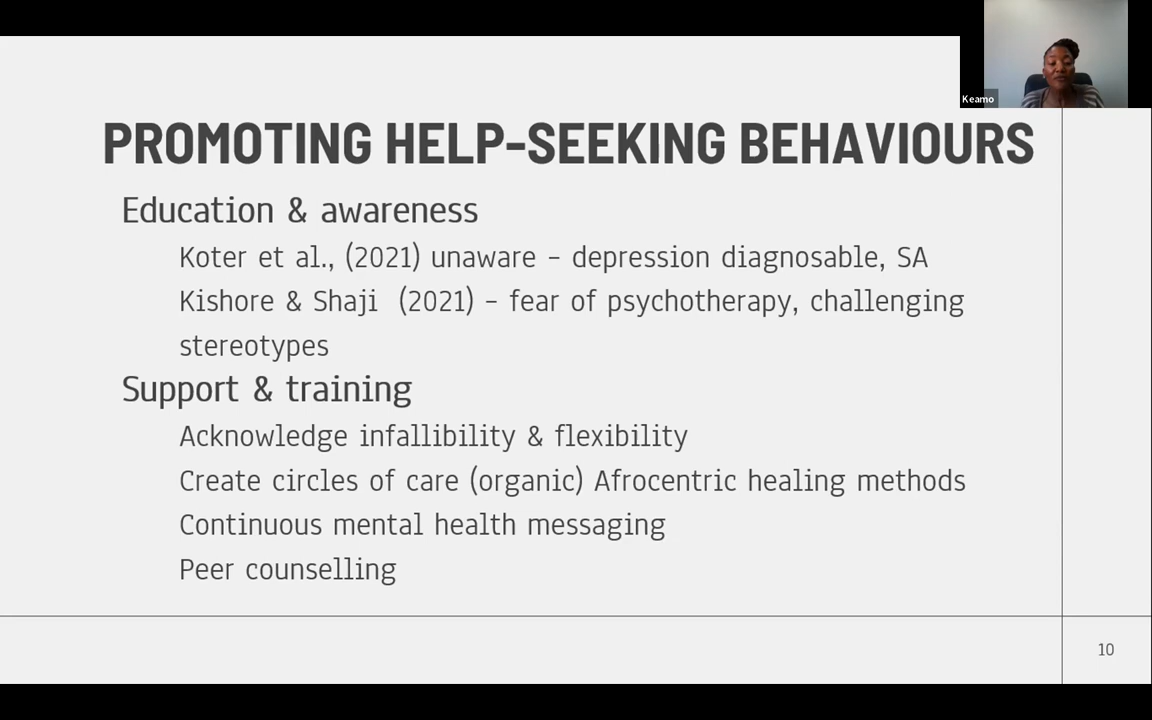 Keamo
PROMOTING HELP-SEEKING BEHAVIOURS
Education & awareness
Koter et al., (2021) unaware – depression diagnosable, SA
Kishore & Shaji (2021) – fear of psychotherapy, challenging
stereotypes
Support & training
Acknowledge infallibility & flexibility
Create circles of care (organic) Afrocentric healing methods
Continuous mental health messaging
Peer counselling
10